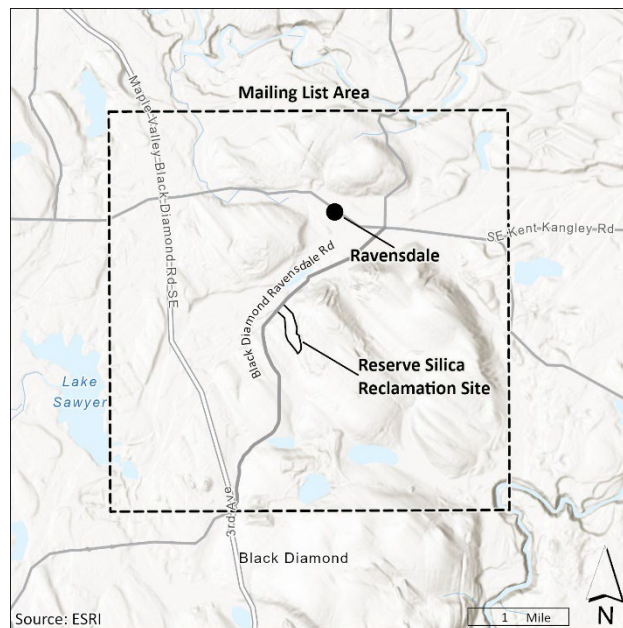 Mailing List Area
Maple-Valley-Black-Diamond-Rd-SE
Ravensdale
SE-Kent-Kangley Rd
Black Diamond Ravensdale Rd
Reserve Silica
Reclamation Site
Lake
Sawyer
3rd-Ave
Black Diamond
Source: ESRI
1 Mile
N